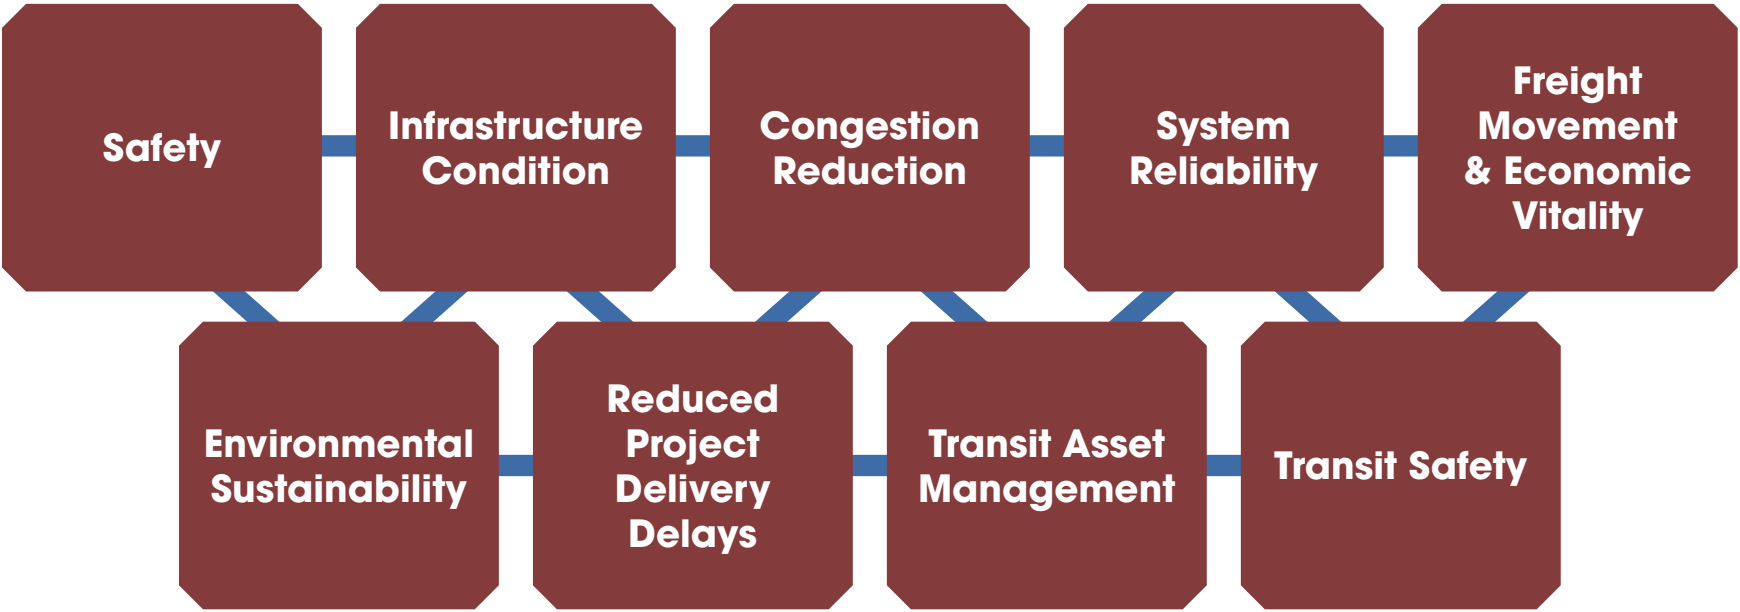 Safety
Infrastructure
Condition
Congestion
Reduction
System
Reliability
Freight
Movement
& Economic
Vitality
Environmental
Sustainability
Reduced
Project
Delivery
Delays
Transit Asset
Management
Transit Safety